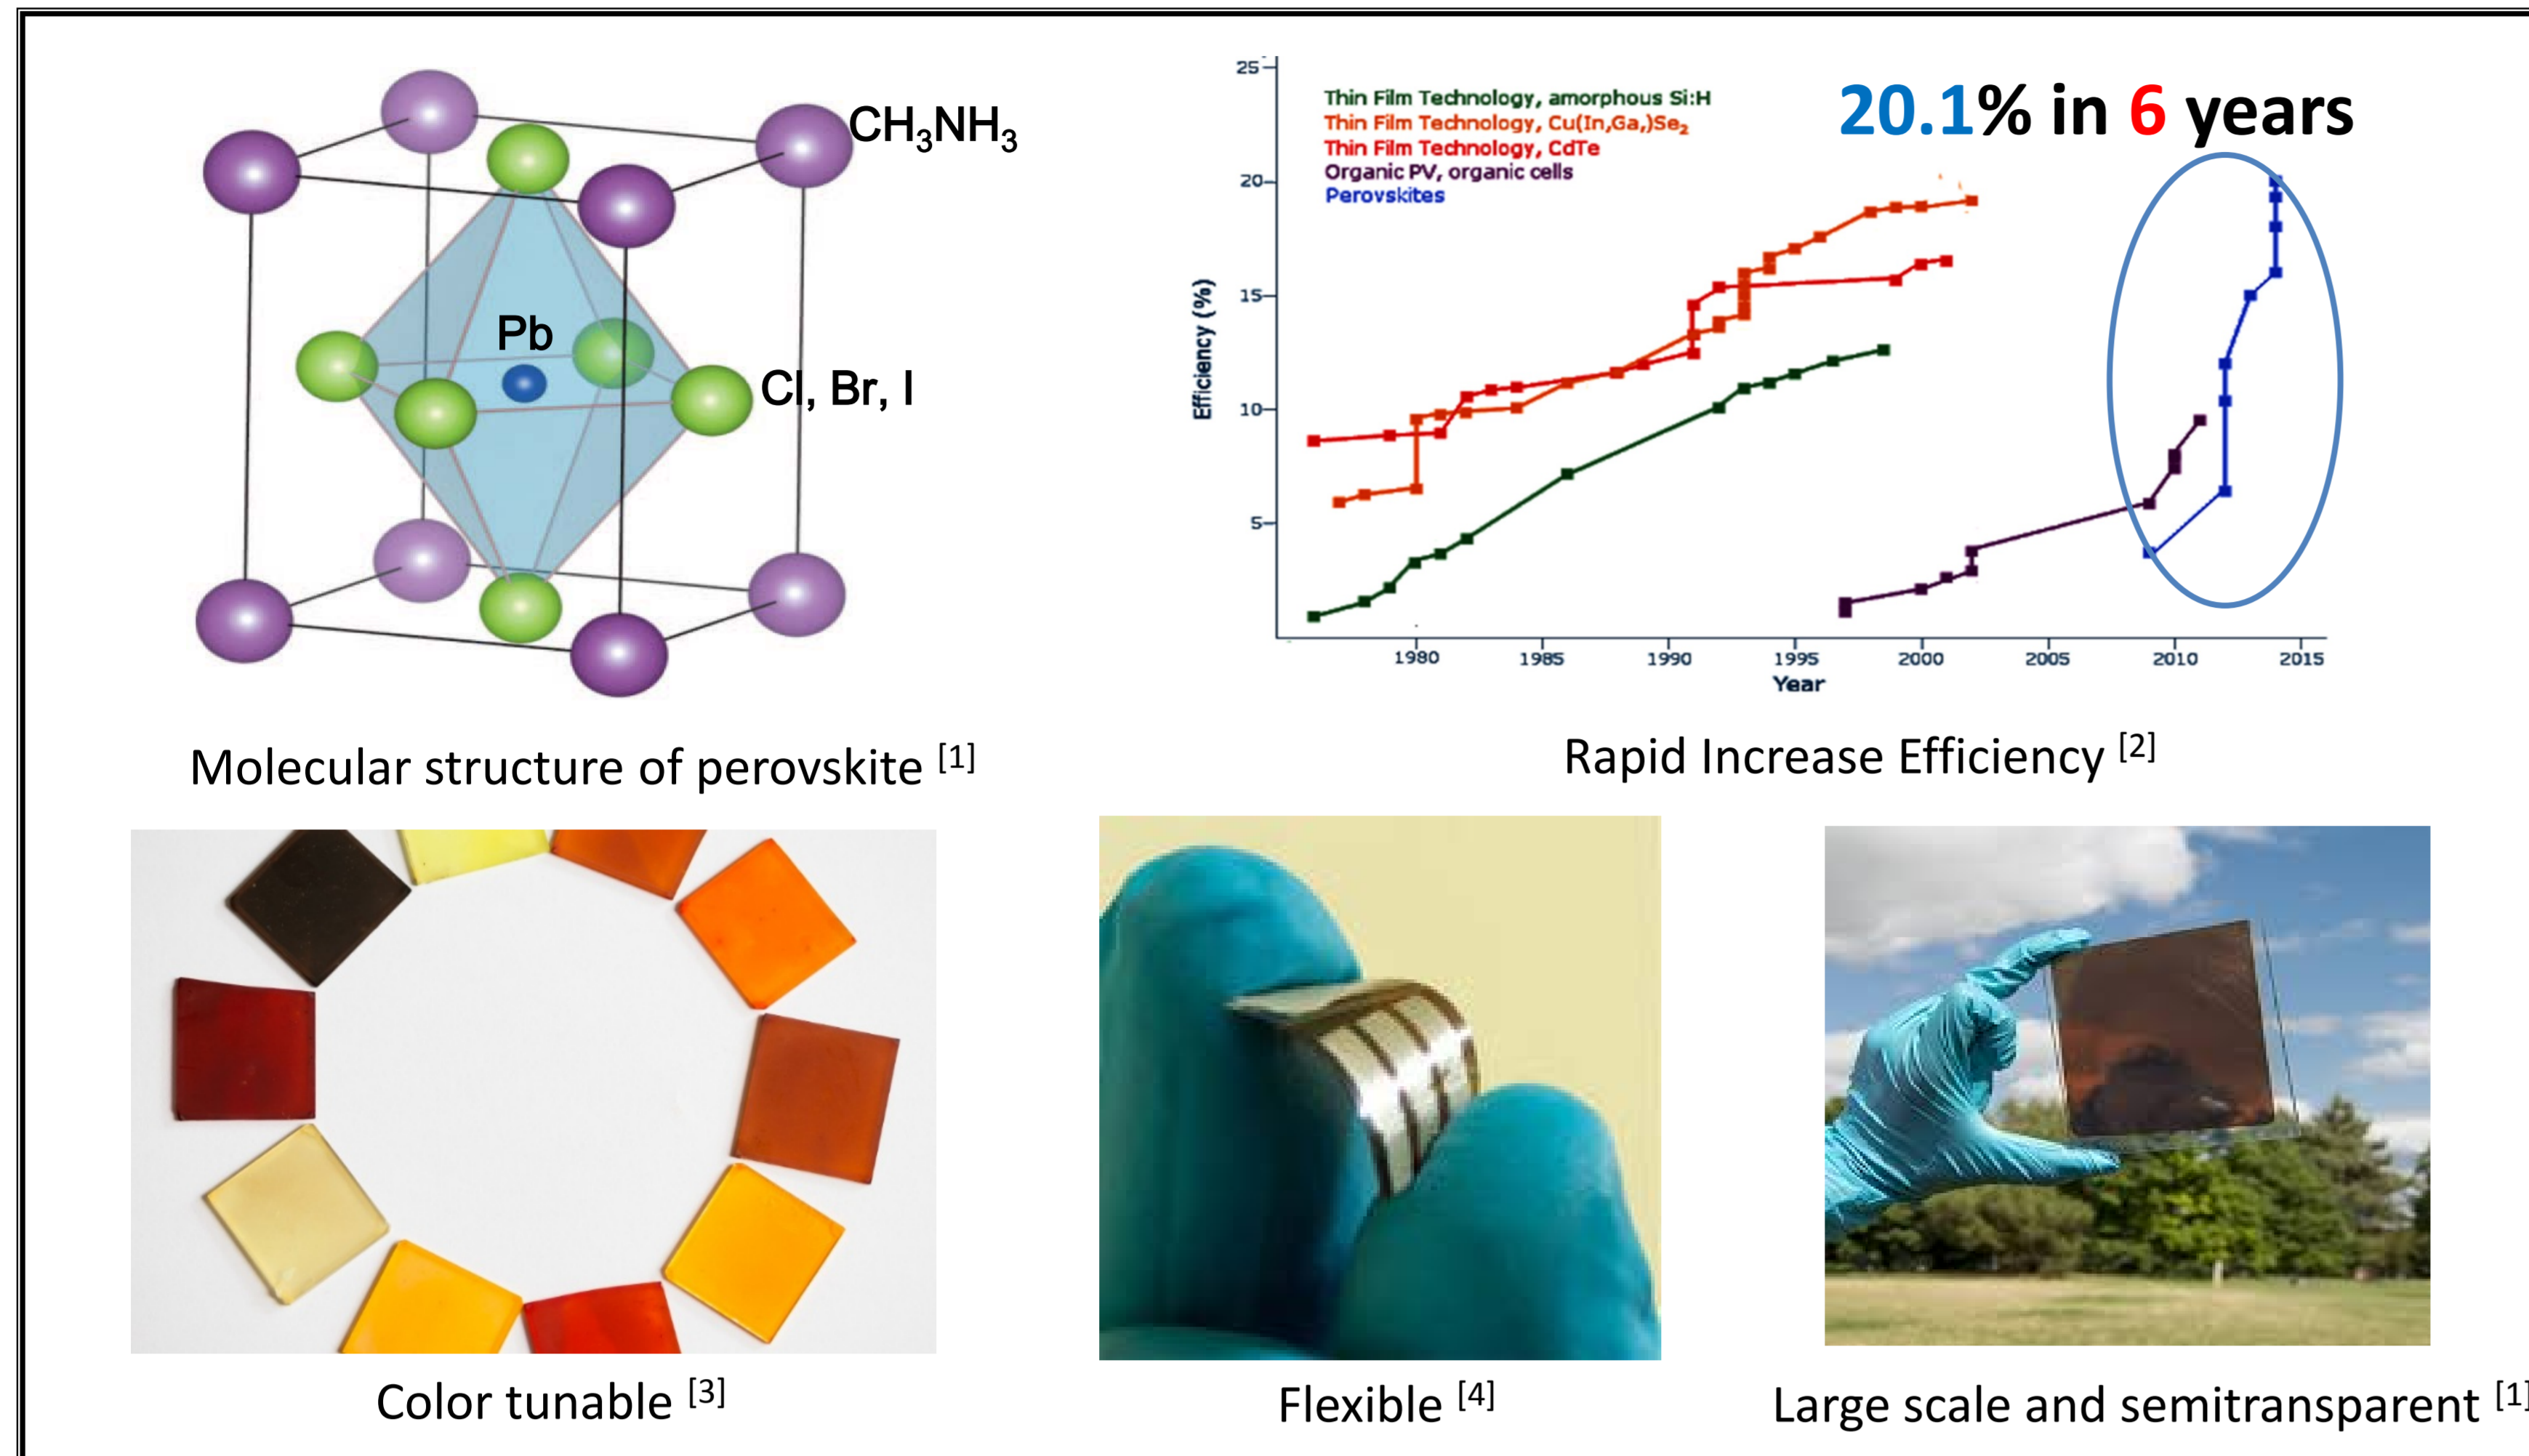 CH₃NH₃
Pb
Cl, Br, I
Molecular structure of perovskite [1]
20.1% in 6 years
Thin Film Technology, amorphous Si:H
Thin Film Technology, Cu(In,Ga,)Se₂
Thin Film Technology, CdTe
Organic PV, organic cells
Perovskites
Efficiency (%)
25
20
15
10
5
1980 1985 1990 1995 2000 2005 2010 2015
Year
Rapid Increase Efficiency [2]
Color tunable [3]
Flexible [4]
Large scale and semitransparent [1]